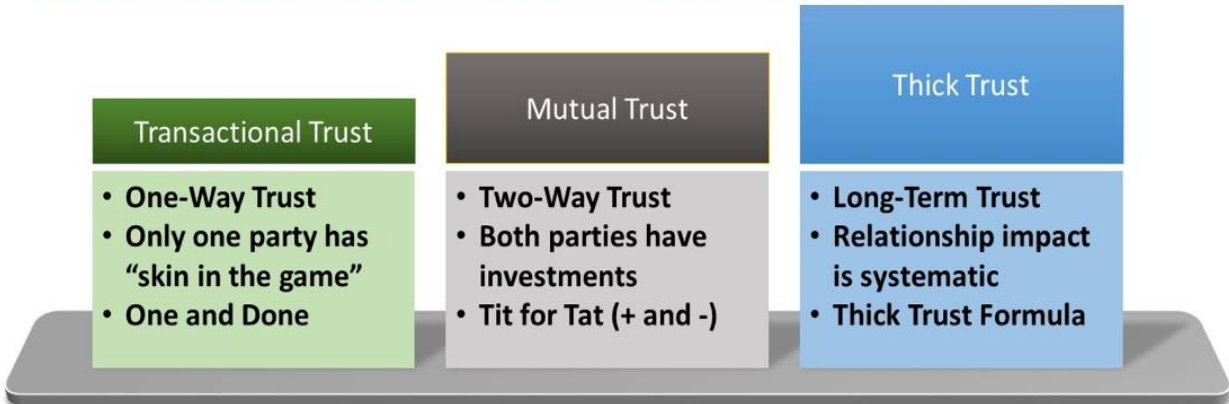 Transactional Trust
• One-Way Trust
• Only one party has
“skin in the game”
• One and Done
Mutual Trust
• Two-Way Trust
• Both parties have
investments
• Tit for Tat (+ and -)
Thick Trust
• Long-Term Trust
• Relationship impact
is systematic
• Thick Trust Formula